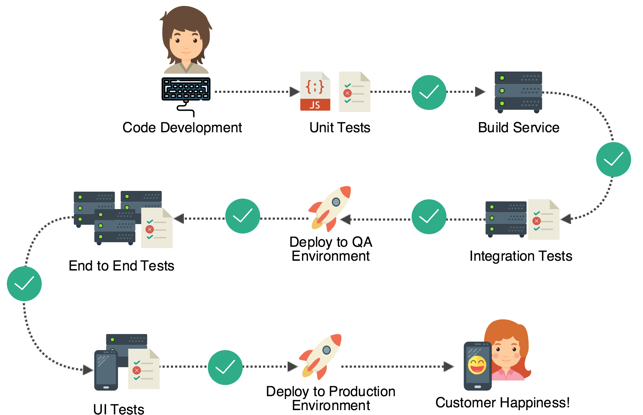 {;}
JS
Code Development
Unit Tests
Build Service
End to End Tests
Deploy to QA
Environment
Integration Tests
UI Tests
Deploy to Production
Environment
Customer Happiness!